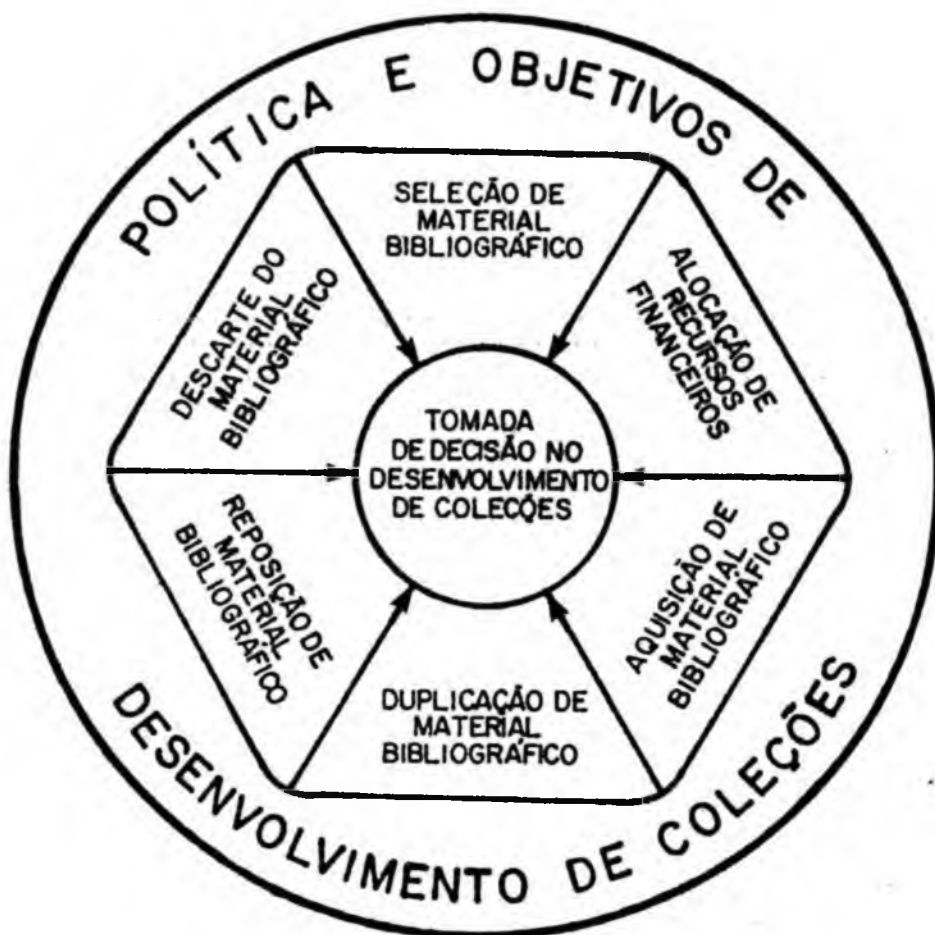 POLÍTICA E OBJETIVOS DE
SELEÇÃO DE
MATERIAL
BIBLIOGRÁFICO
ALOCAÇÃO DE
RECURSOS
FINANCEIROS
AQUISIÇÃO DE
MATERIAL
BIBLIOGRÁFICO
DUPLICAÇÃO DE
MATERIAL
BIBLIOGRÁFICO
REPOSIÇÃO DE
MATERIAL
BIBLIOGRÁFICO
DESCARTE DO
MATERIAL
BIBLIOGRÁFICO
TOMADA
DE DECISÃO NO
DESENVOLVIMENTO
DE COLECÇÕES
DESENVOLVIMENTO DE COLEÇÕES